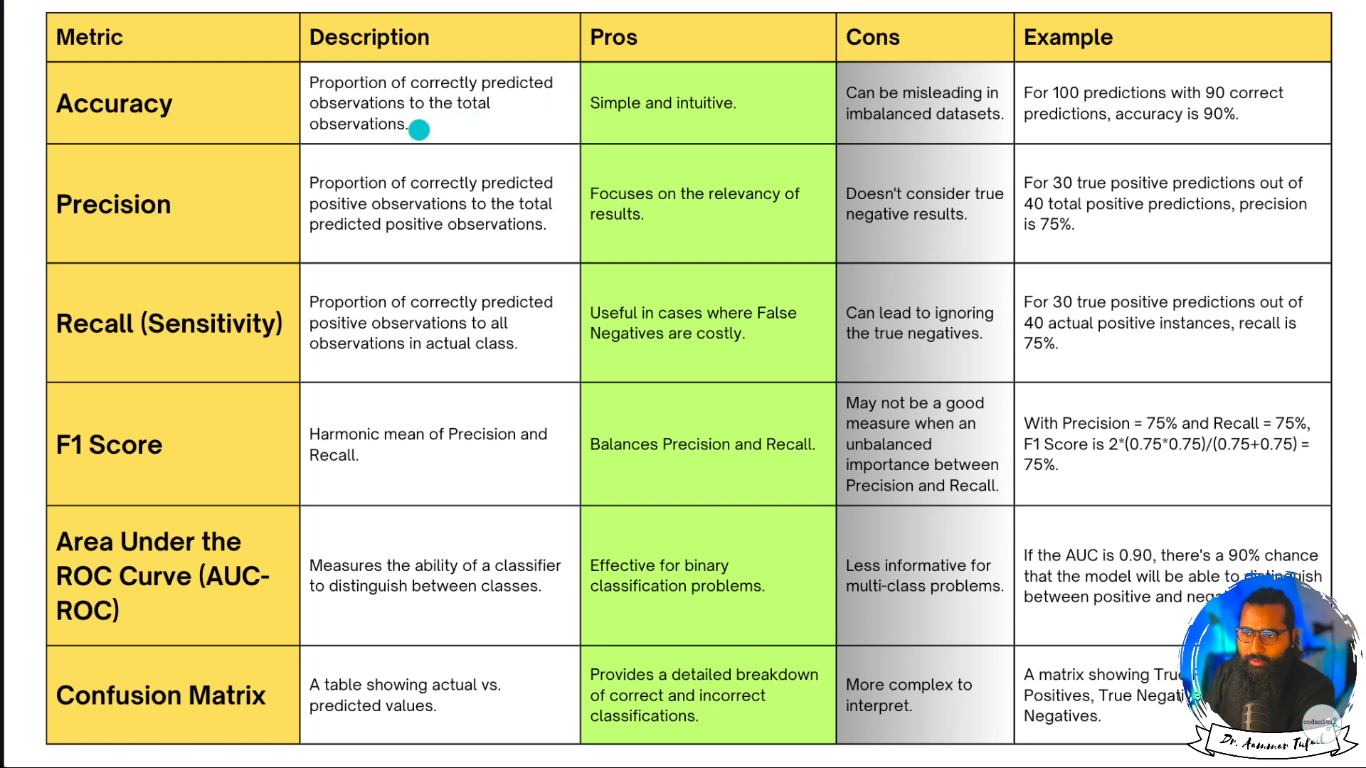 Metric
Description
Pros
Cons
Example
Accuracy
Proportion of correctly predicted
observations to the total
observations.
Simple and intuitive.
Can be misleading in
imbalanced datasets.
For 100 predictions with 90 correct
predictions, accuracy is 90%.
Precision
Proportion of correctly predicted
positive observations to the total
predicted positive observations.
Focuses on the relevancy of
results.
Doesn't consider true
negative results.
For 30 true positive predictions out of
40 total positive predictions, precision
is 75%.
Recall (Sensitivity)
Proportion of correctly predicted
positive observations to all
observations in actual class.
Useful in cases where False
Negatives are costly.
Can lead to ignoring
the true negatives.
For 30 true positive predictions out of
40 actual positive instances, recall is
75%.
F1 Score
Harmonic mean of Precision and
Recall.
Balances Precision and Recall.
May not be a good
measure when an
unbalanced
importance between
Precision and Recall.
With Precision = 75% and Recall = 75%,
F1 Score is 2*(0.75*0.75)/(0.75+0.75) =
75%.
Area Under the
ROC Curve (AUC-
ROC)
Measures the ability of a classifier
to distinguish between classes.
Effective for binary
classification problems.
Less informative for
multi-class problems.
If the AUC is 0.90, there's a 90% chance
that the model will be able to distinguish
between positive and
Confusion Matrix
A table showing actual vs.
predicted values.
Provides a detailed breakdown
of correct and incorrect
classifications.
More complex to
interpret.
A matrix showing True
Positives, True
Negatives.
codanics
Dr. Aammar Tufail